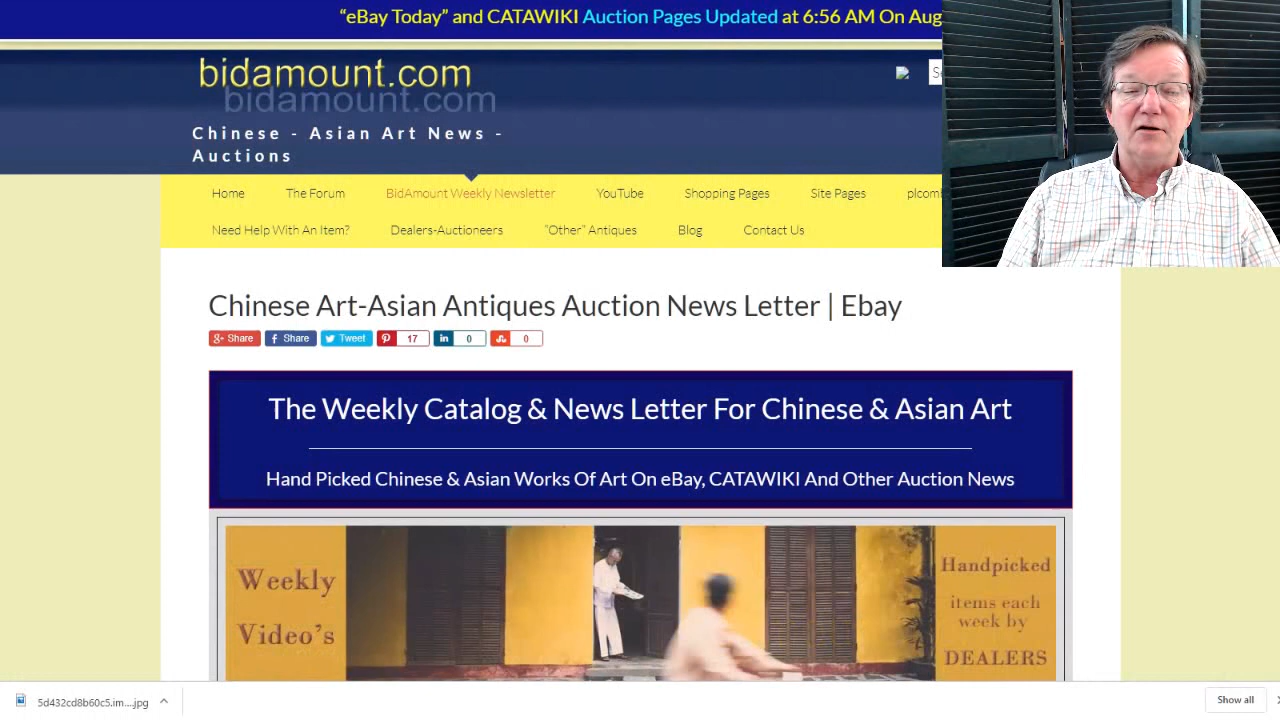 “eBay Today” and CATAWIKI Auction Pages Updated at 6:56 AM On Aug
bidamount.com
bidamount.com
Chinese - Asian Art News -
Auctions
Home The Forum BidAmount Weekly Newsletter YouTube Shopping Pages Site Pages
Need Help With An Item? Dealers-Auctioneers "Other" Antiques Blog Contact Us
Chinese Art-Asian Antiques Auction News Letter | Ebay
Share Share Tweet 17 0 0
The Weekly Catalog & News Letter For Chinese & Asian Art
Hand Picked Chinese & Asian Works Of Art On eBay, CATAWIKI And Other Auction News
Weekly
Video's
Handpicked
items each
week by
DEALERS
5d432cd8b60c5.im....jpg
Show all